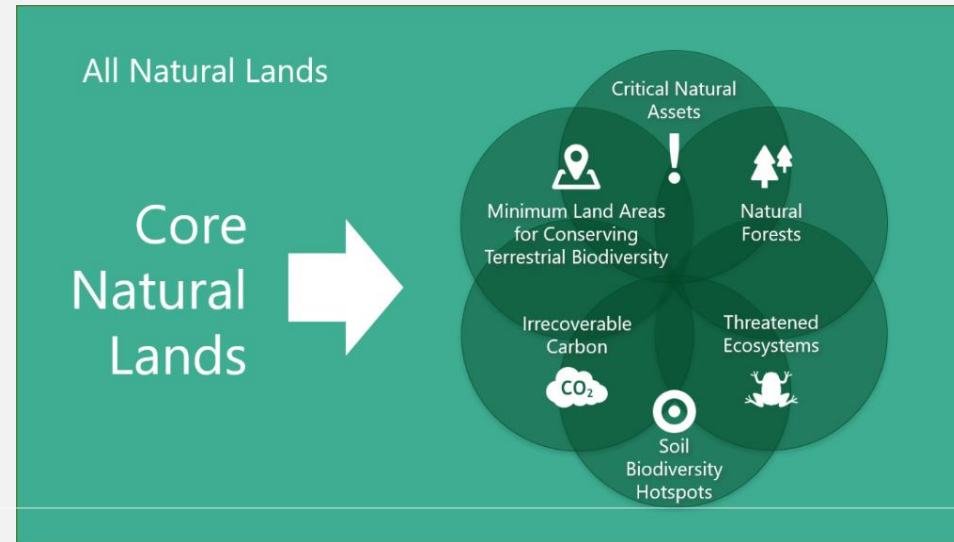 All Natural Lands
Core
Natural
Lands
Critical Natural
Assets
Minimum Land Areas
for Conserving
Terrestrial Biodiversity
Natural
Forests
Irrecoverable
Carbon
CO₂
Threatened
Ecosystems
Soil
Biodiversity
Hotspots